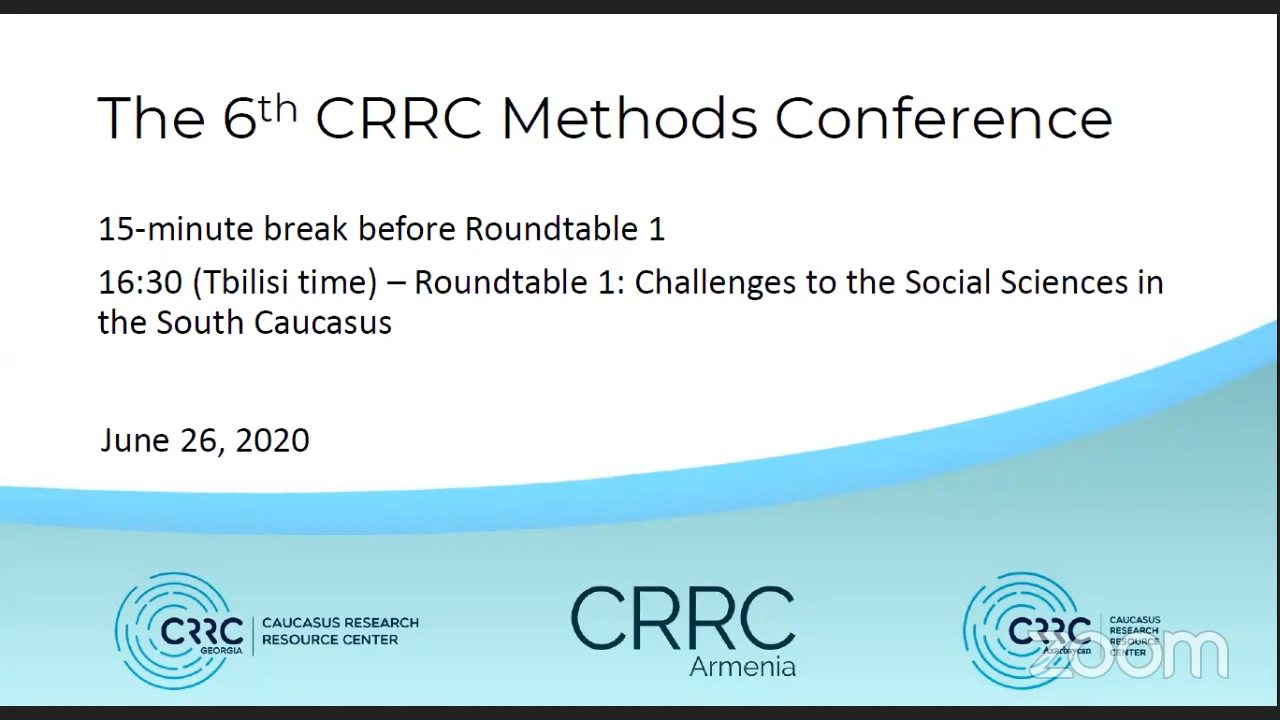 The 6th CRRC Methods Conference
15-minute break before Roundtable 1
16:30 (Tbilisi time) – Roundtable 1: Challenges to the Social Sciences in
the South Caucasus
June 26, 2020
CRRC
GEORGIA
CAUCASUS RESEARCH
RESOURCE CENTER
CRRC
Armenia
CRRC
Azərbaycan
CAUCASUS
RESEARCH
RESOURCE
CENTER
zoom